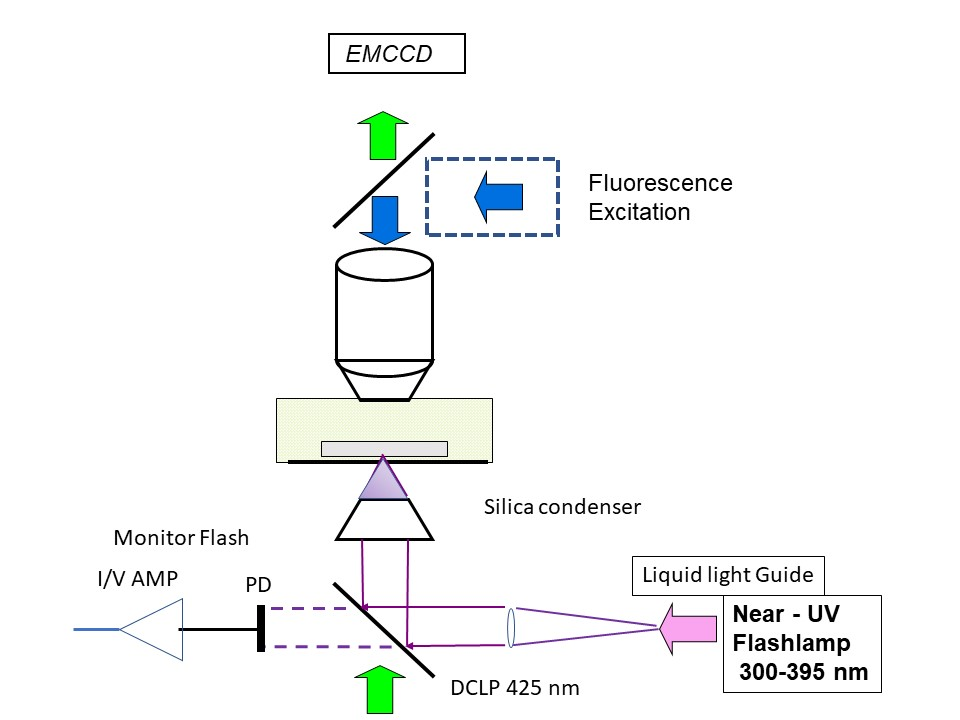 EMCCD
Fluorescence
Excitation
Silica condenser
Monitor Flash
I/V AMP
PD
Liquid light Guide
Near - UV
Flashlamp
300-395 nm
DCLP 425 nm